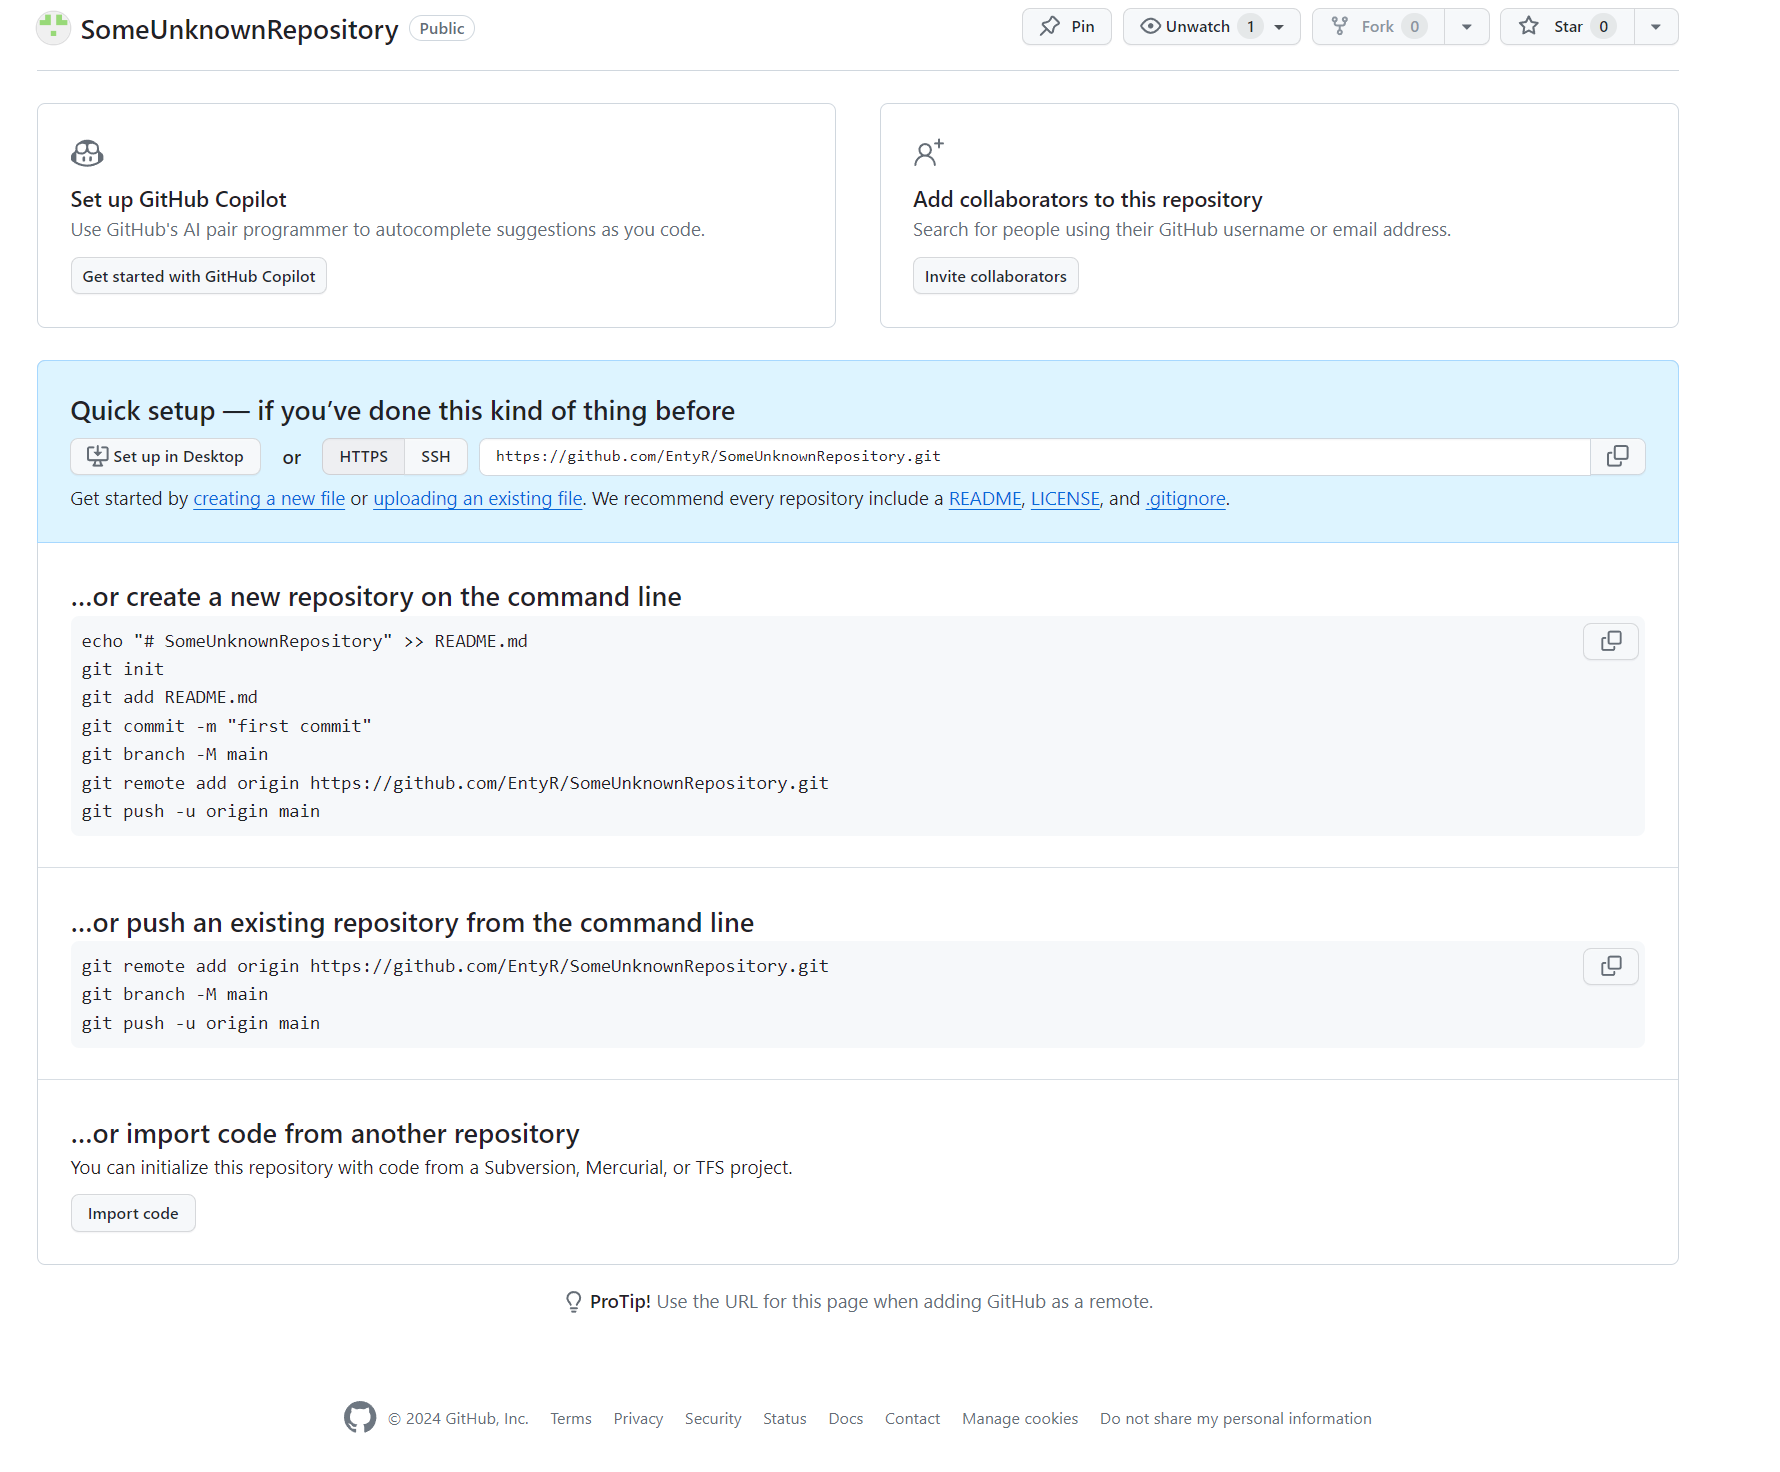 SomeUnknownRepository Public Pin Unwatch 1 Fork 0 Star 0
Set up GitHub Copilot
Use GitHub's AI pair programmer to autocomplete suggestions as you code.
Get started with GitHub Copilot
Add collaborators to this repository
Search for people using their GitHub username or email address.
Invite collaborators
Quick setup — if you’ve done this kind of thing before
Set up in Desktop or HTTPS SSH https://github.com/EntyR/SomeUnknownRepository.git
Get started by creating a new file or uploading an existing file. We recommend every repository include a README, LICENSE, and .gitignore.
…or create a new repository on the command line
echo "# SomeUnknownRepository" >> README.md
git init
git add README.md
git commit -m "first commit"
git branch -M main
git remote add origin https://github.com/EntyR/SomeUnknownRepository.git
git push -u origin main
…or push an existing repository from the command line
git remote add origin https://github.com/EntyR/SomeUnknownRepository.git
git branch -M main
git push -u origin main
…or import code from another repository
You can initialize this repository with code from a Subversion, Mercurial, or TFS project.
Import code
ProTip! Use the URL for this page when adding GitHub as a remote.
© 2024 GitHub, Inc. Terms Privacy Security Status Docs Contact Manage cookies Do not share my personal information